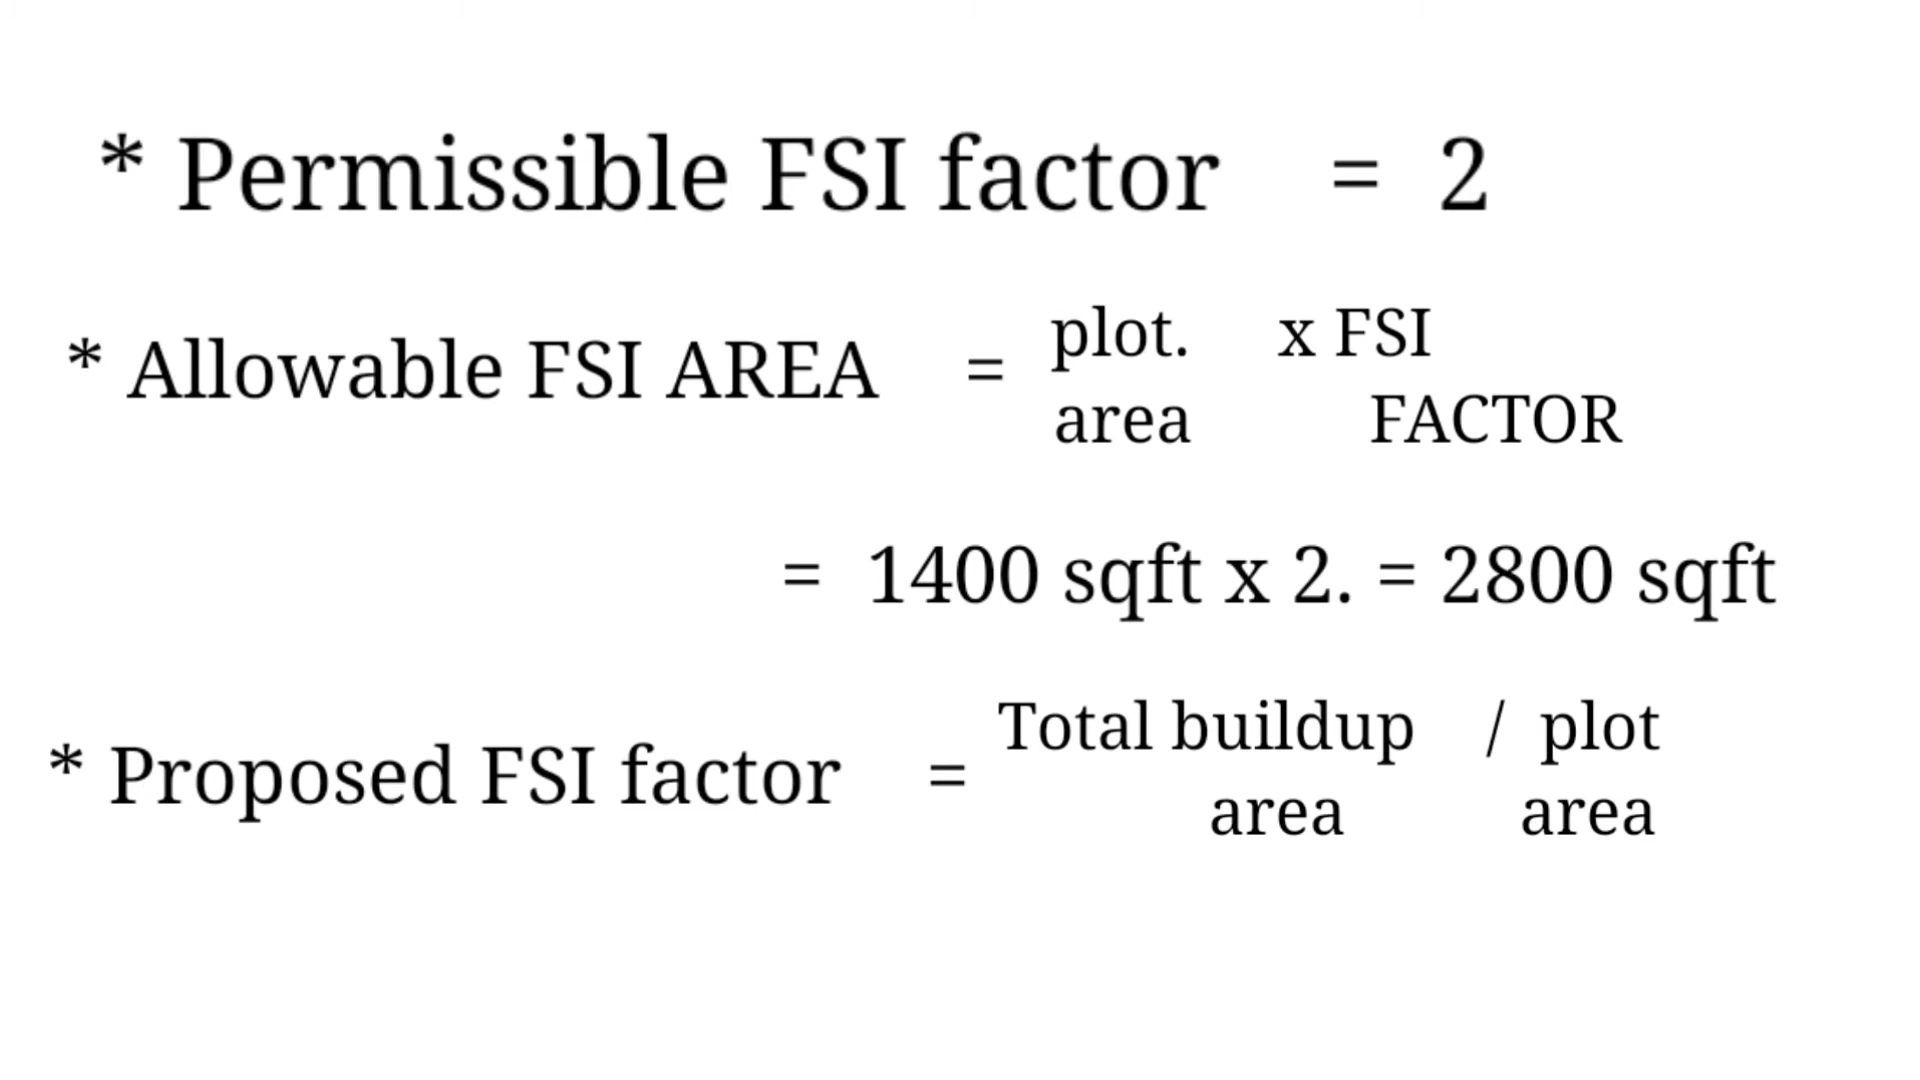 * Permissible FSI factor = 2
* Allowable FSI AREA = plot. x FSI
area FACTOR
= 1400 sqft x 2. = 2800 sqft
* Proposed FSI factor = Total buildup / plot
area area